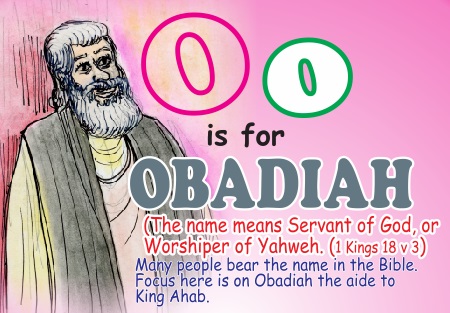 O o
is for
OBADIAH
(The name means Servant of God, or
Worshiper of Yahweh. (1 Kings 18 v 3)
Many people bear the name in the Bible.
Focus here is on Obadiah the aide to
King Ahab.